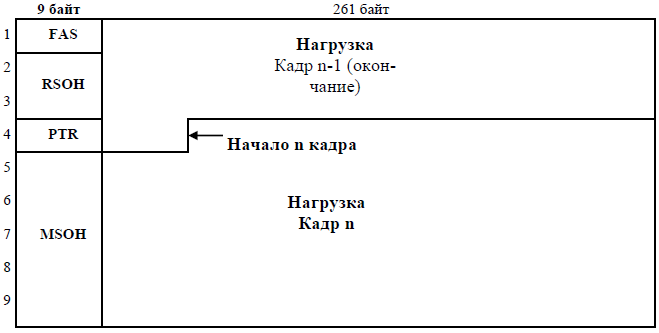 9 байт 261 байт
1 FAS
Нагрузка
2 Кадр n-1 (окон-
RSOH чание)
3
4 PTR
Начало n кадра
5
6 Нагрузка
Кадр n
7 MSOH
8
9